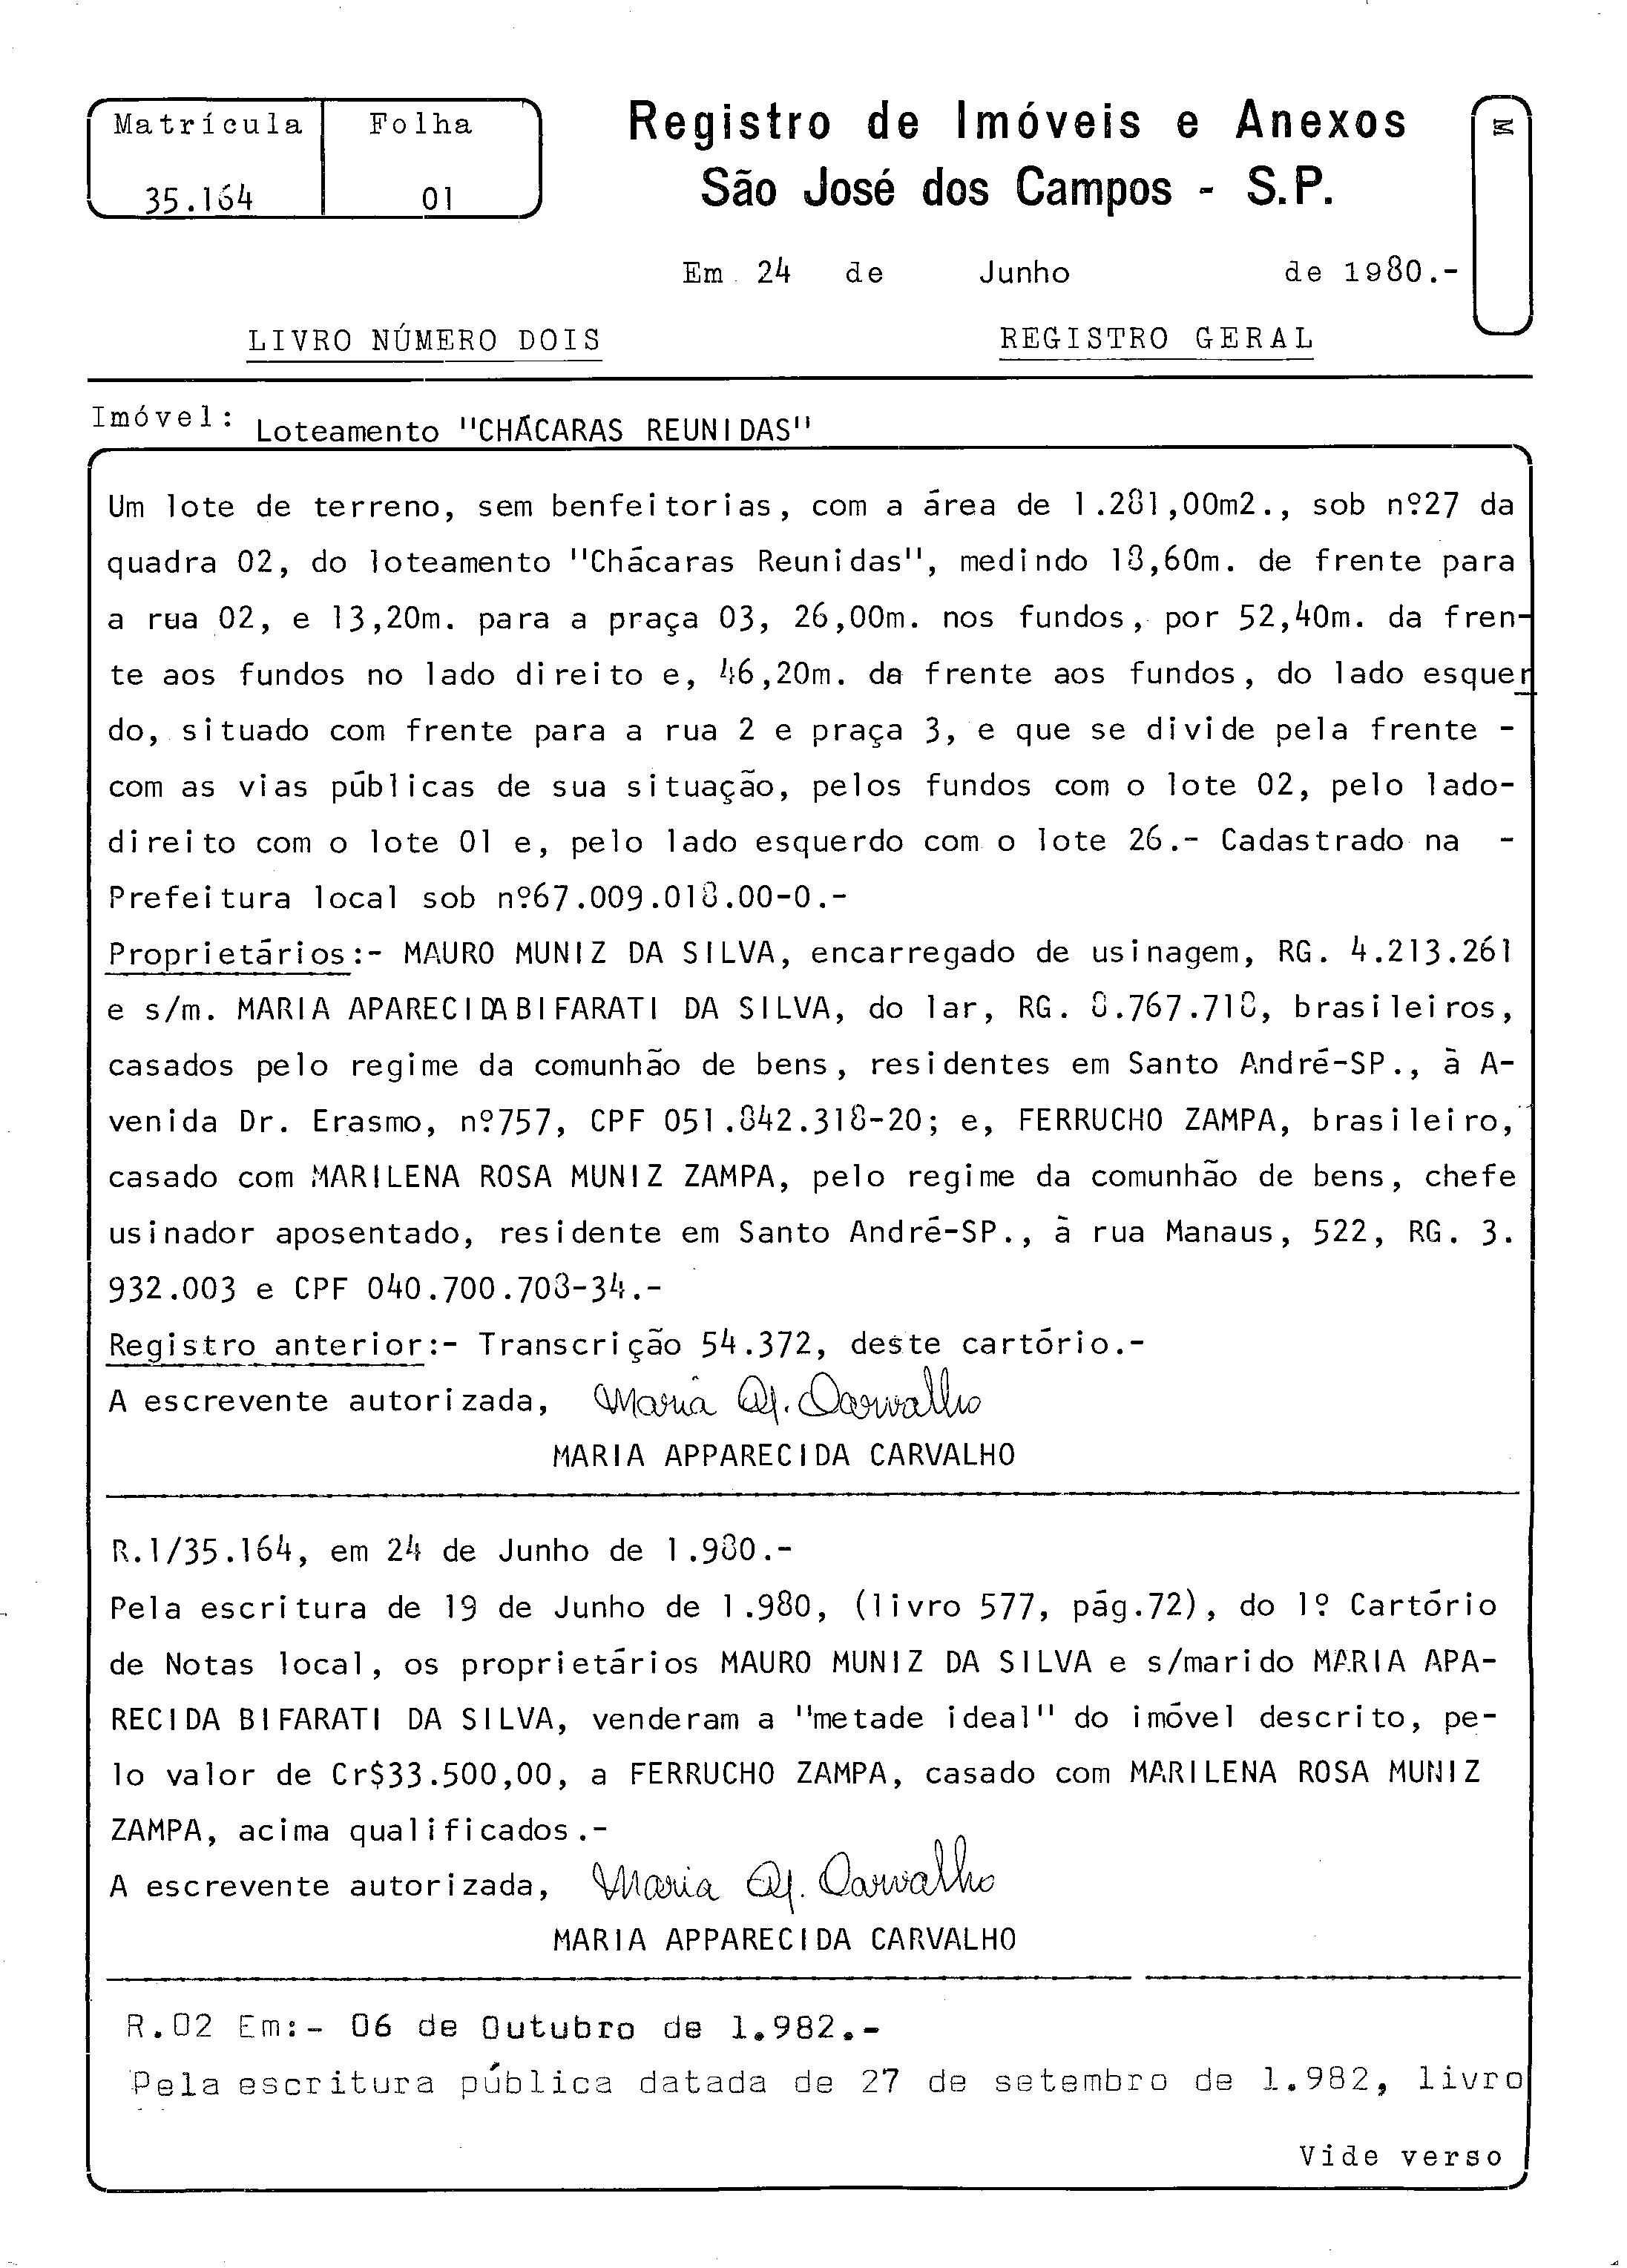 Matrícula Folha
35.164 01
Registro de Imóveis e Anexos
São José dos Campos - S.P.
M
Em 24 de Junho de 1980.-
LIVRO NÚMERO DOIS REGISTRO GERAL
Imóvel: Loteamento "CHÁCARAS REUNIDAS"
Um lote de terreno, sem benfeitorias, com a área de 1.281,00m2., sob nº27 da
quadra 02, do loteamento "Chácaras Reunidas", medindo 18,60m. de frente para
a rua 02, e 13,20m. para a praça 03, 26,00m. nos fundos, por 52,40m. da fren-
te aos fundos no lado direito e, 46,20m. da frente aos fundos, do lado esquer
do, situado com frente para a rua 2 e praça 3, e que se divide pela frente -
com as vias públicas de sua situação, pelos fundos com o lote 02, pelo lado-
direito com o lote 01 e, pelo lado esquerdo com o lote 26.- Cadastrado na -
Prefeitura local sob nº67.009.018.00-0.-
Proprietários:- MAURO MUNIZ DA SILVA, encarregado de usinagem, RG. 4.213.261
e s/m. MARIA APARECIDA BIFARATI DA SILVA, do lar, RG. 8.767.718, brasileiros,
casados pelo regime da comunhão de bens, residentes em Santo André-SP., à A-
venida Dr. Erasmo, nº757, CPF 051.842.318-20; e, FERRUCHO ZAMPA, brasileiro,
casado com MARILENA ROSA MUNIZ ZAMPA, pelo regime da comunhão de bens, chefe
usinador aposentado, residente em Santo André-SP., à rua Manaus, 522, RG. 3.
932.003 e CPF 040.700.708-34.-
Registro anterior:- Transcrição 54.372, deste cartório.-
A escrevente autorizada, Maria Ap. Carvalho
MARIA APPARECIDA CARVALHO
R.1/35.164, em 24 de Junho de 1.980.-
Pela escritura de 19 de Junho de 1.980, (livro 577, pág.72), do 1º Cartório
de Notas local, os proprietários MAURO MUNIZ DA SILVA e s/marido MARIA APA-
RECIDA BIFARATI DA SILVA, venderam a "metade ideal" do imóvel descrito, pe-
lo valor de Cr$33.500,00, a FERRUCHO ZAMPA, casado com MARILENA ROSA MUNIZ
ZAMPA, acima qualificados.-
A escrevente autorizada, Maria Ap. Carvalho
MARIA APPARECIDA CARVALHO
R.02 Em:- 06 de Outubro de 1.982.-
Pela escritura pública datada de 27 de setembro de 1.982, livro
Vide verso